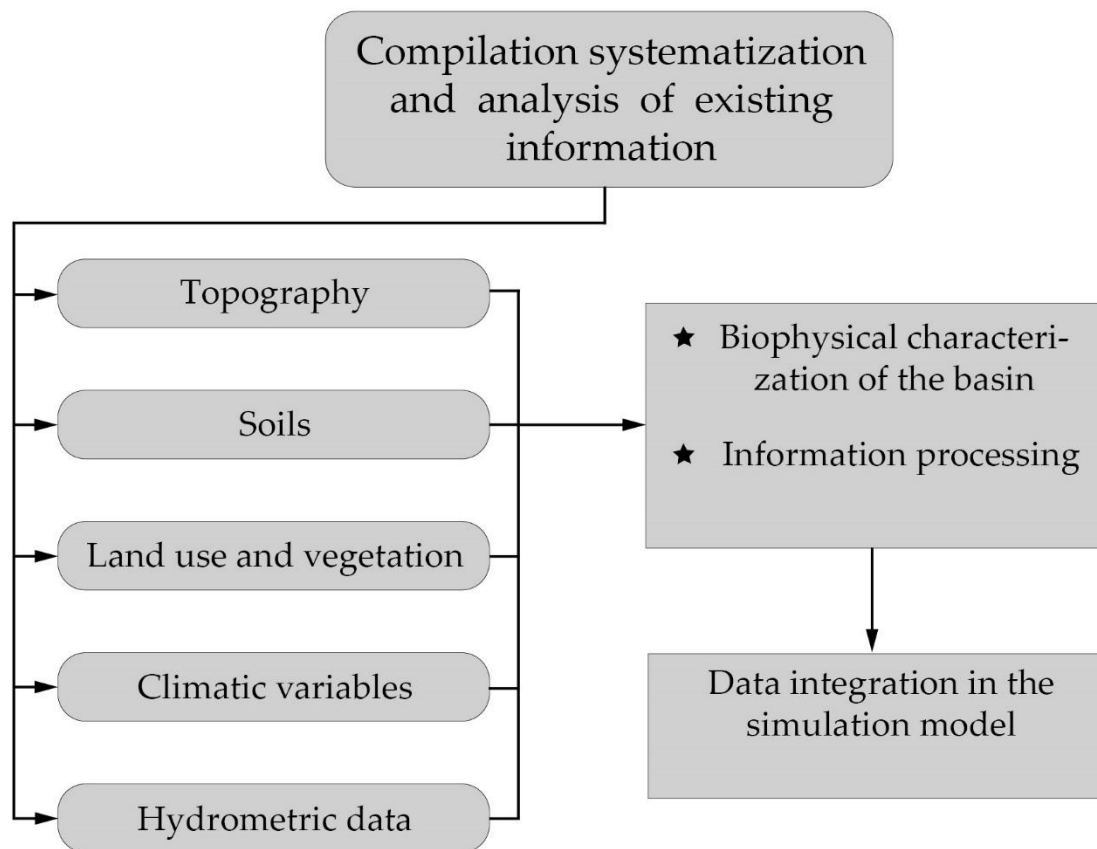 Compilation systematization
and analysis of existing
information
Topography
Soils
Land use and vegetation
Climatic variables
Hydrometric data
★ Biophysical characteri-
zation of the basin
★ Information processing
Data integration in the
simulation model